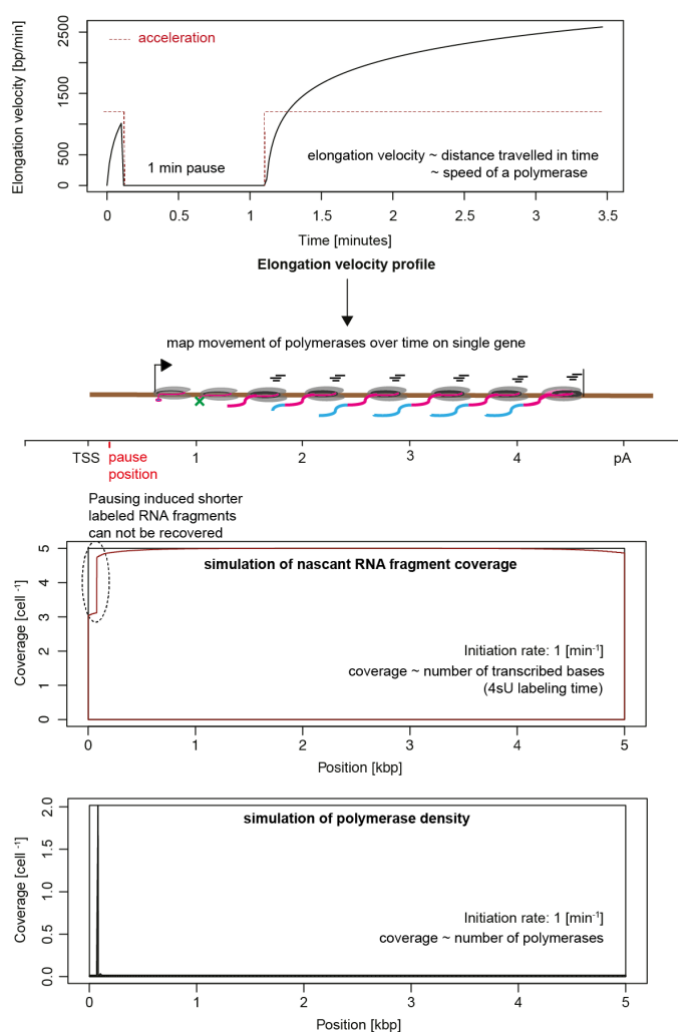 2500
1500
500
0
Elongation velocity [bp/min]
acceleration
1 min pause
elongation velocity ~ distance travelled in time
~ speed of a polymerase
0 0.5 1 1.5 2 2.5 3 3.5
Time [minutes]
Elongation velocity profile
map movement of polymerases over time on single gene
TSS pause 1 2 3 4 pA
position
Pausing induced shorter
labeled RNA fragments
can not be recovered
simulation of nascant RNA fragment coverage
5
4
3
2
1
0
Coverage [cell -1]
Initiation rate: 1 [min-1]
coverage ~ number of transcribed bases
(4sU labeling time)
0 1 2 3 4 5
Position [kbp]
simulation of polymerase density
2.0
1.5
1.0
0.5
0.0
Coverage [cell -1]
Initiation rate: 1 [min-1]
coverage ~ number of polymerases
0 1 2 3 4 5
Position [kbp]